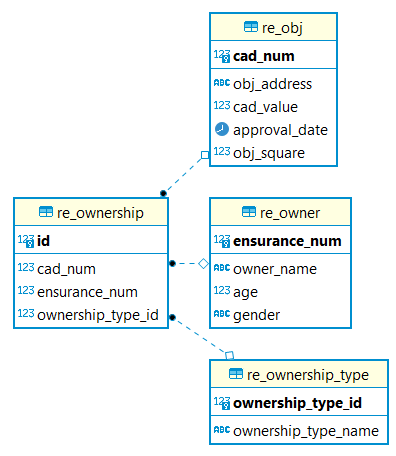 re_obj
123 cad_num
ABC obj_address
123 cad_value
approval_date
123 obj_square
re_ownership
123 id
123 cad_num
123 ensurance_num
123 ownership_type_id
re_owner
123 ensurance_num
ABC owner_name
123 age
ABC gender
re_ownership_type
123 ownership_type_id
ABC ownership_type_name